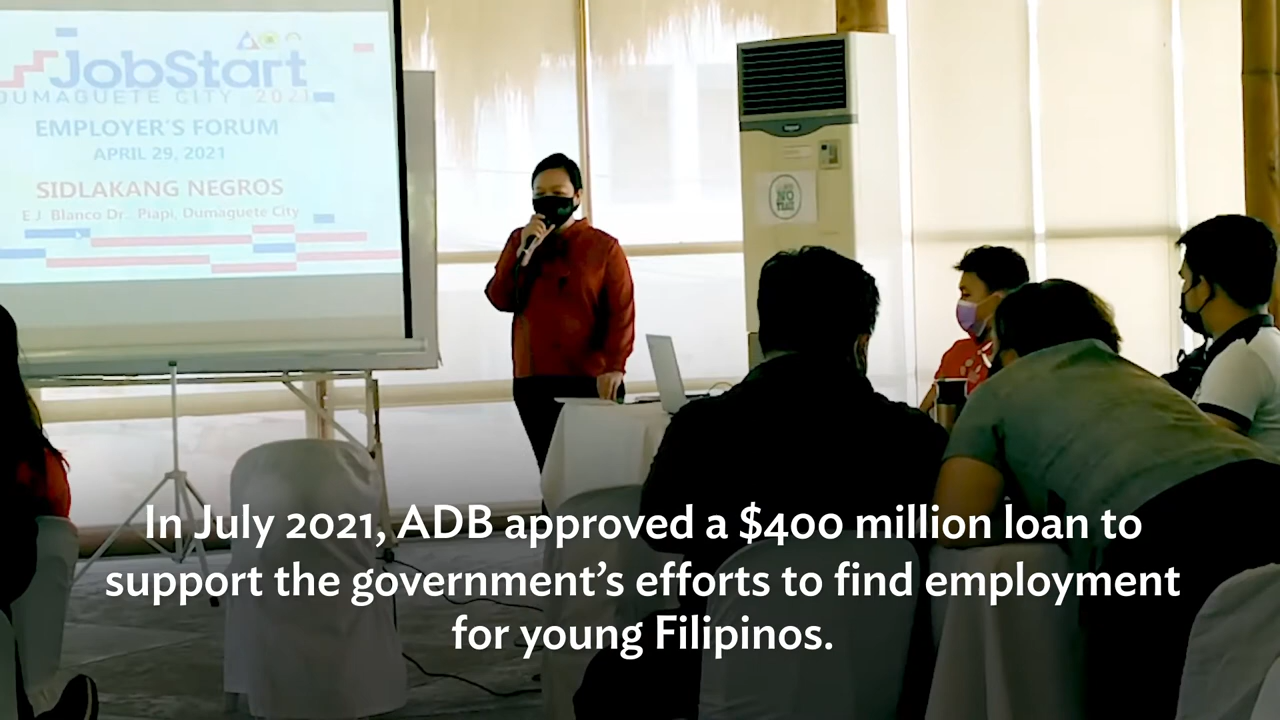 JobStart
DUMAGUETE CITY 2021
EMPLOYER'S FORUM
APRIL 29, 2021
SIDLAKANG NEGROS
E.J. Blanco Dr., Piapi, Dumaguete City
NO
In July 2021, ADB approved a $400 million loan to
support the government’s efforts to find employment
for young Filipinos.